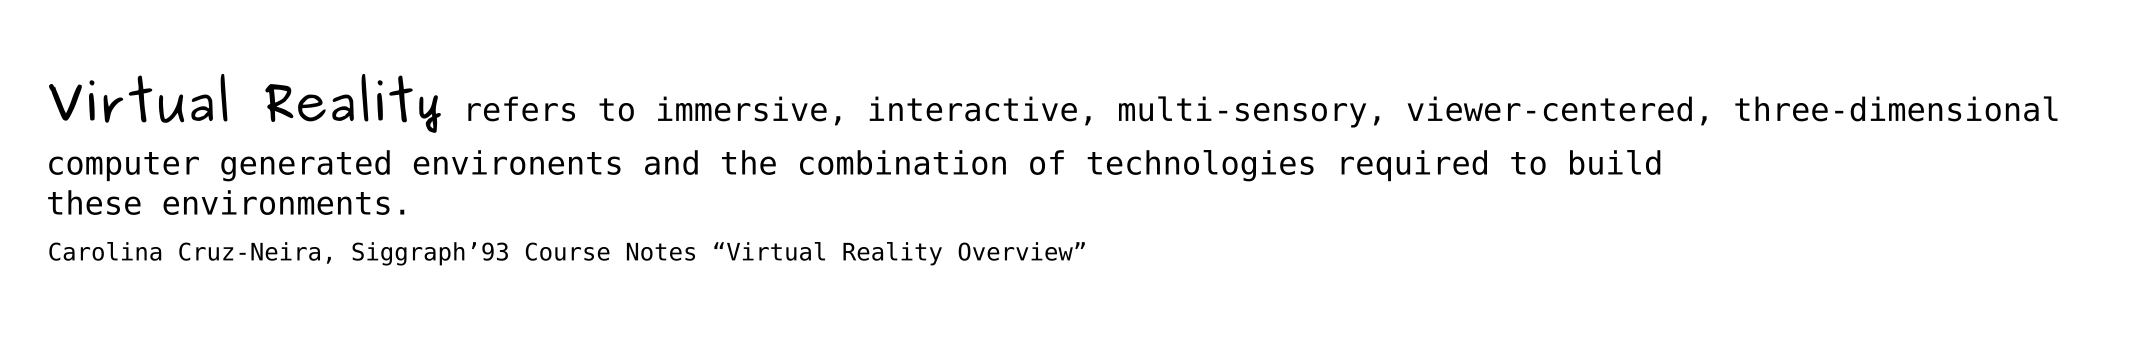 Virtual Reality refers to immersive, interactive, multi-sensory, viewer-centered, three-dimensional
computer generated environents and the combination of technologies required to build
these environments.
Carolina Cruz-Neira, Siggraph’93 Course Notes “Virtual Reality Overview”